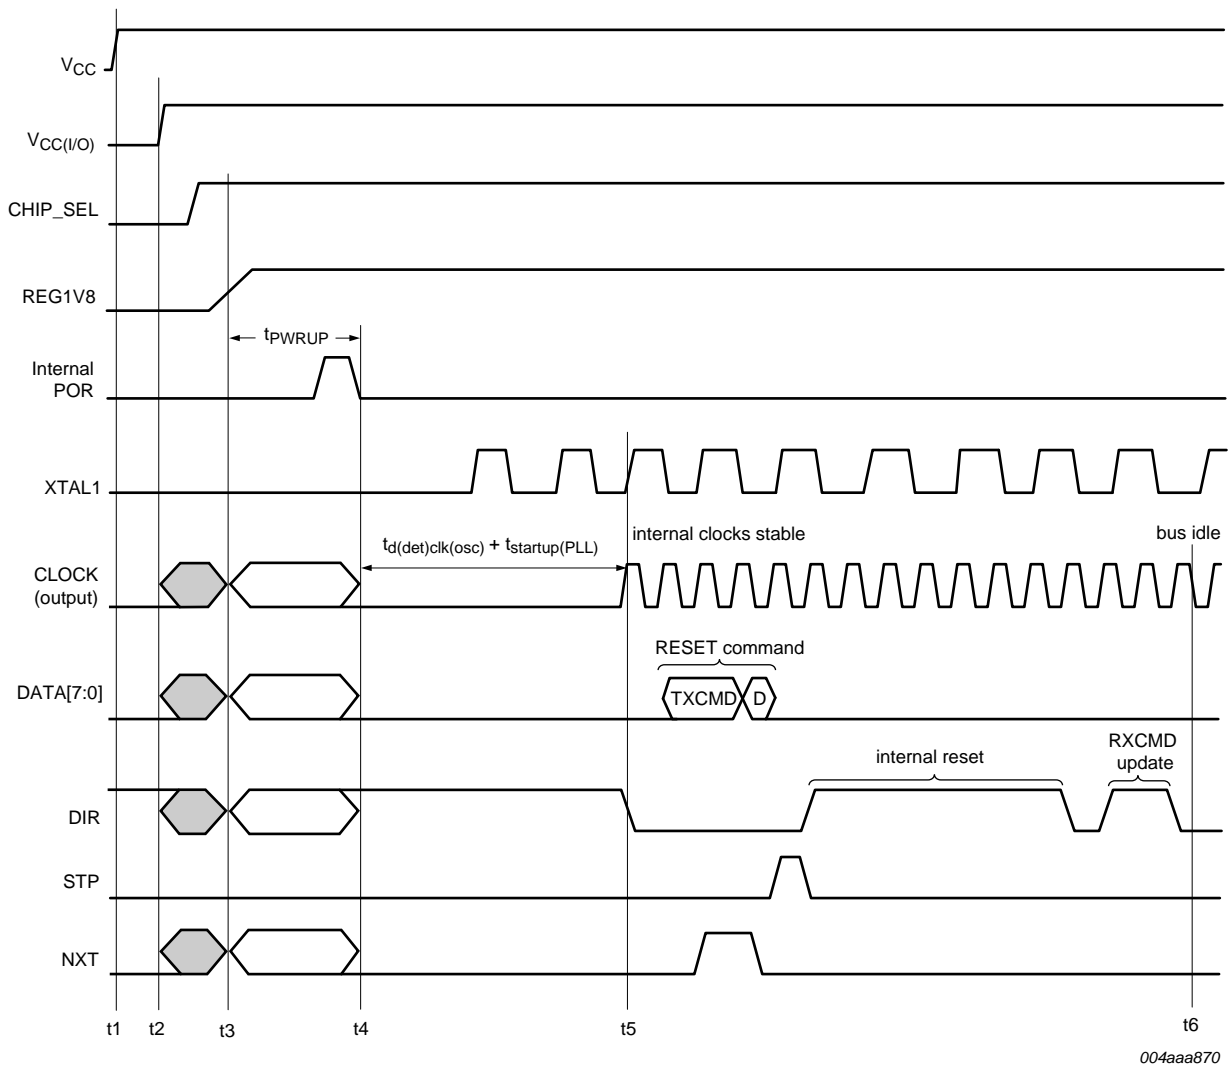 VCC
VCC(I/O)
CHIP_SEL
REG1V8
tPWRUP
Internal
POR
XTAL1
internal clocks stable
bus idle
td(det)clk(osc) + tstartup(PLL)
CLOCK
(output)
RESET command
DATA[7:0]
TXCMD
D
RXCMD
update
internal reset
DIR
STP
NXT
t1
t2
t3
t4
t5
t6
004aaa870